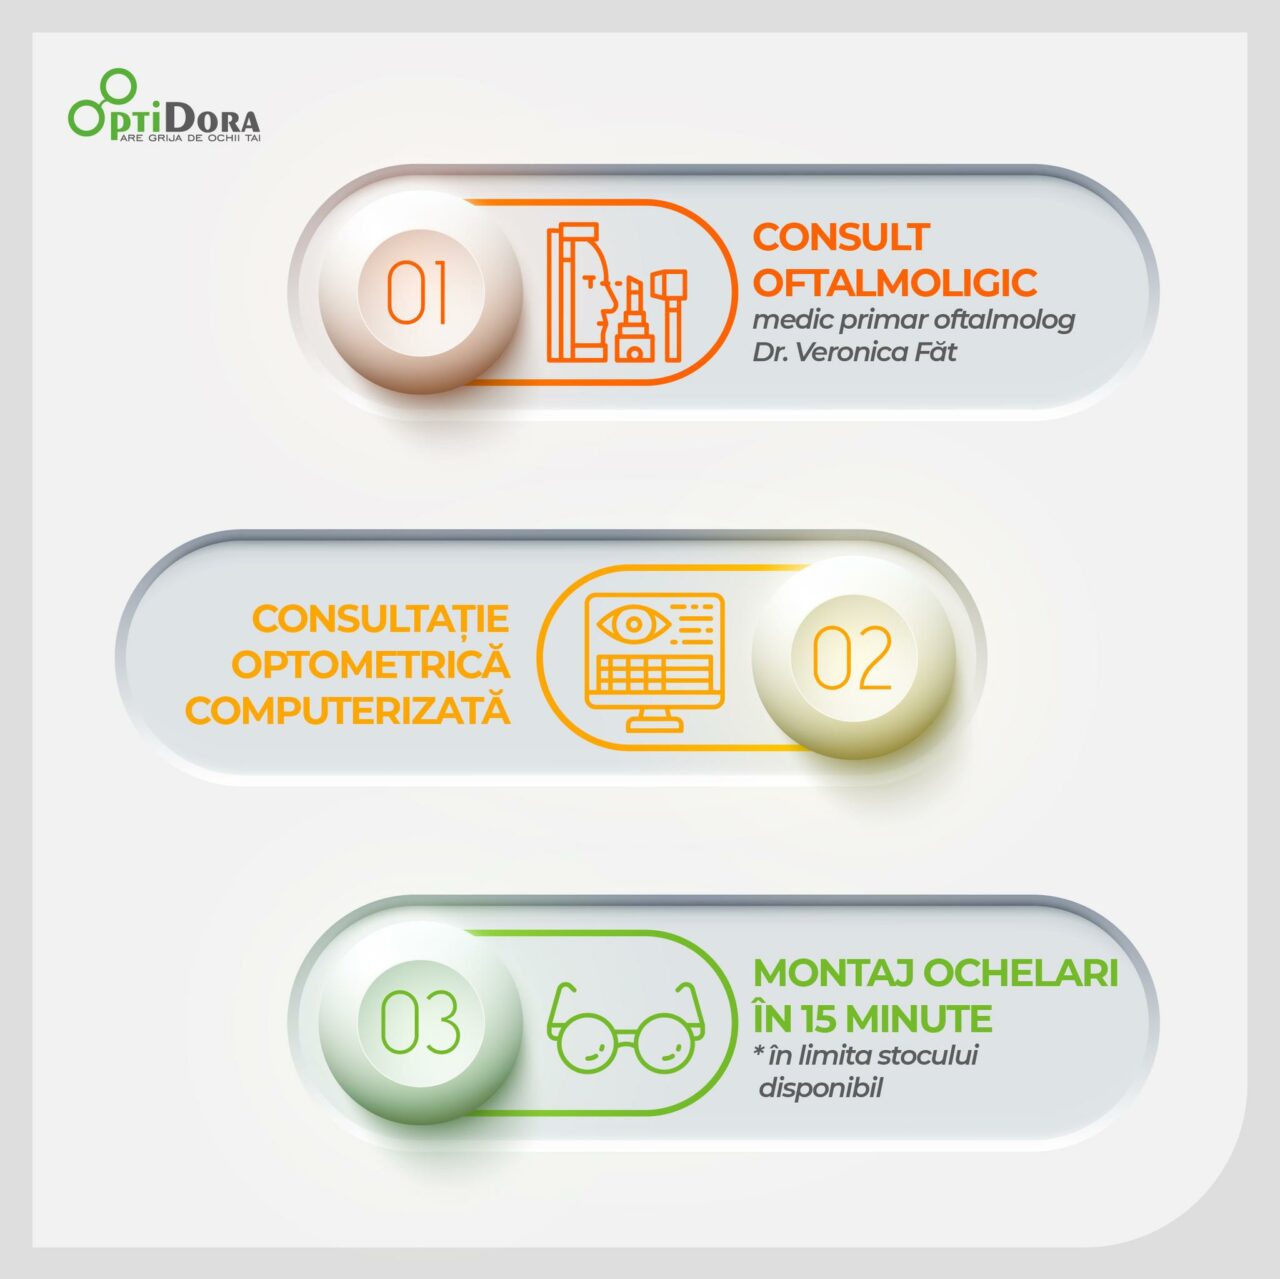 OPTIDORA
ARE GRIJA DE OCHII TAI
01
CONSULT
OFTALMOLIGIC
medic primar oftalmolog
Dr. Veronica Făt
CONSULTAȚIE
OPTOMETRICĂ
COMPUTERIZATĂ
02
03
MONTAJ OCHELARI
ÎN 15 MINUTE
* în limita stocului
disponibil